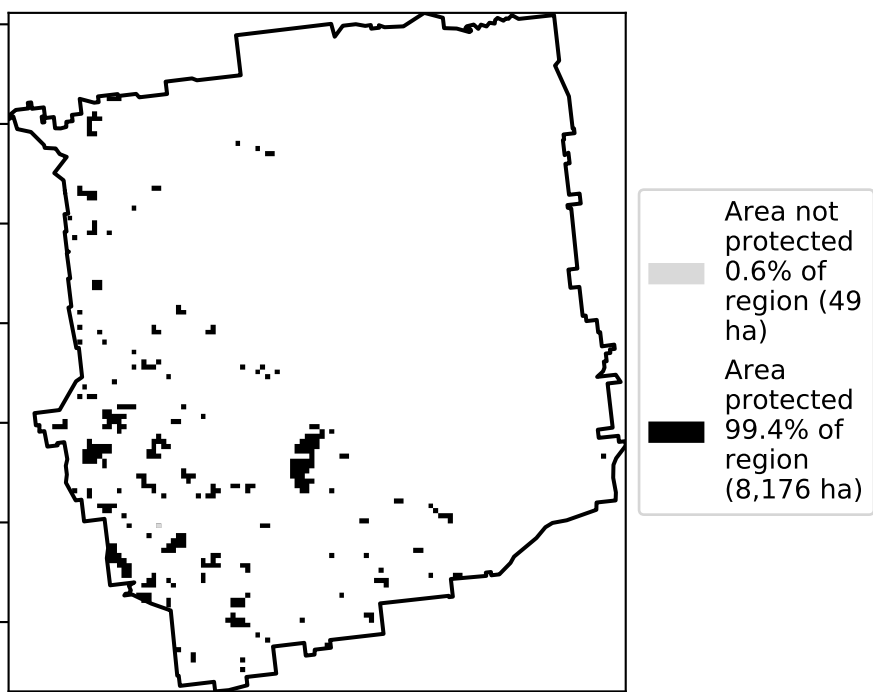 Area not
protected
0.6% of
region (49
ha)
Area
protected
99.4% of
region
(8,176 ha)